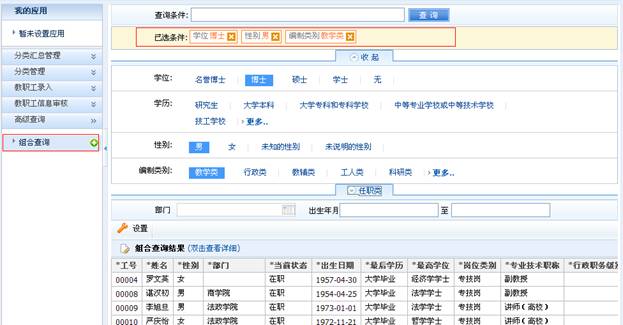 我的应用
暂未设置应用
分类汇总管理
分类管理
教职工录入
教职工信息审核
高级查询
组合查询
查询条件: 查 询
已选条件: 学位 博士 性别 男 编制类别 教学类
收 起
学位: 名誉博士 博士 硕士 学士 无
学历: 研究生 大学本科 大学专科和专科学校 中等专业学校或中等技术学校
技工学校 更多..
性别: 男 女 未知的性别 未说明的性别
编制类别: 教学类 行政类 教辅类 工人类 科研类 更多..
任职类
部门 出生年月 至
设置
组合查询结果 (双击查看详细)
*工号 *姓名 *性别 *部门 *当前状态 *出生日期 *最后学历 *最高学位 *岗位类别 *专业技术职称 *行政职务级别
00004 罗文英 女 在职 1957-04-30 大学毕业 经济学学士 专技岗 副教授
00008 谌汉初 男 商学院 在职 1954-04-25 大学毕业 法学学士 专技岗 副教授
00009 李旭旦 男 法政学院 在职 1973-01-01 大学毕业 法学学士 专技岗 讲师（高校）
00010 严庆怡 女 法政学院 在职 1972-11-21 大学毕业 哲学学士 专技岗 讲师（高校）